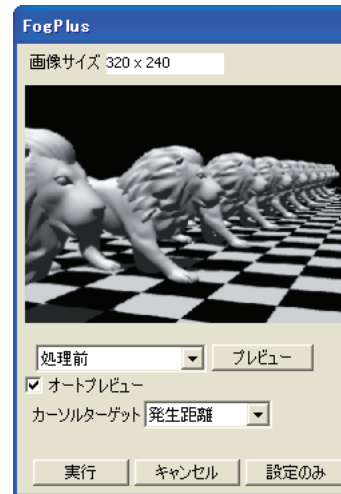 FogPlus
画像サイズ 320 x 240
処理前 プレビュー
オートプレビュー
カーソルターゲット 発生距離
実行 キャンセル 設定のみ